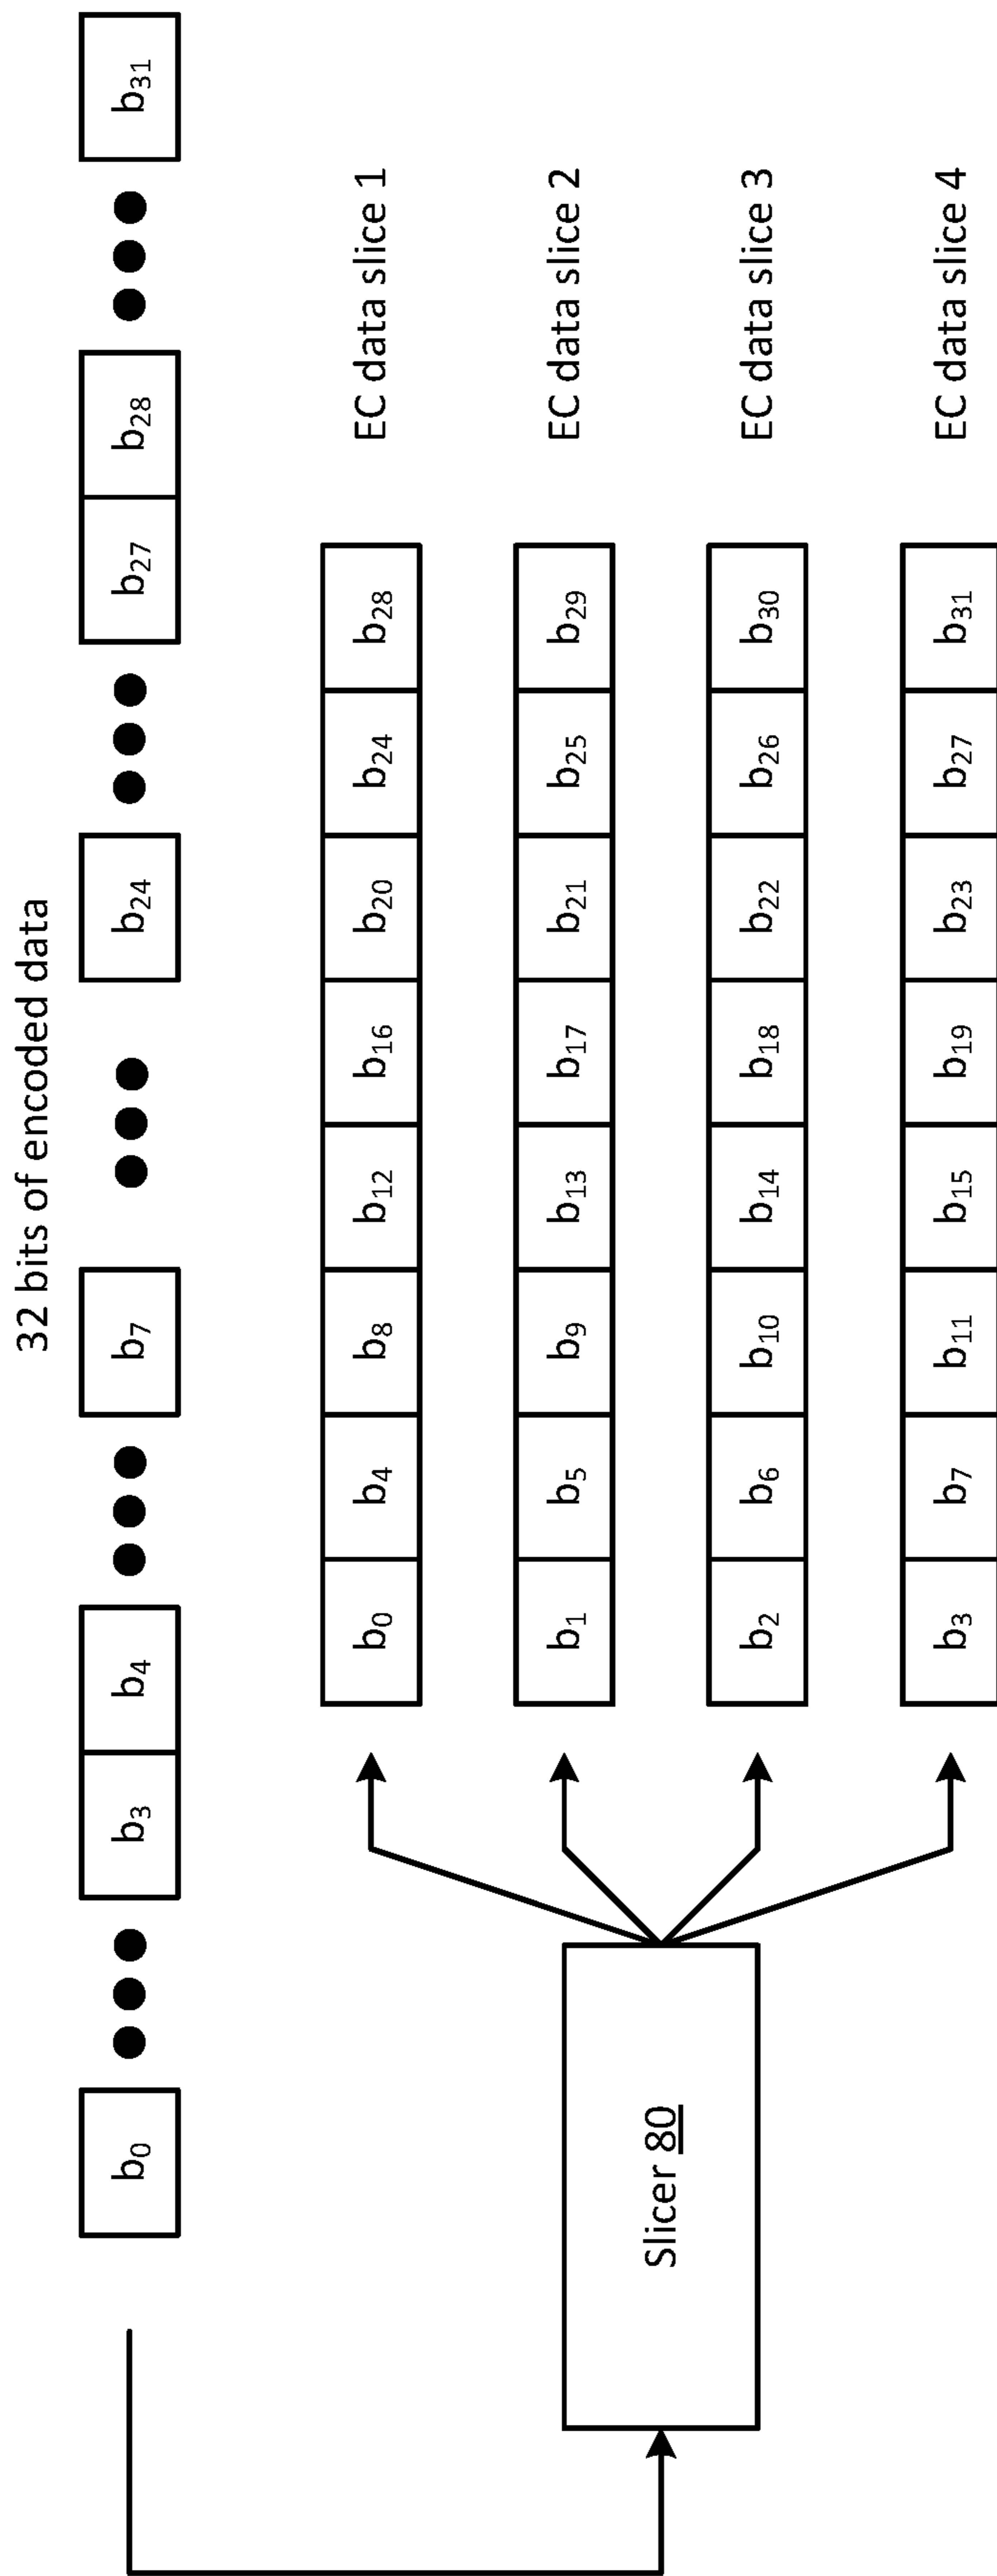 32 bits of encoded data
b0 b3 b4 b7 b24 b27 b28 b31
Slicer 80
b0 b4 b8 b12 b16 b20 b24 b28 EC data slice 1
b1 b5 b9 b13 b17 b21 b25 b29 EC data slice 2
b2 b6 b10 b14 b18 b22 b26 b30 EC data slice 3
b3 b7 b11 b15 b19 b23 b27 b31 EC data slice 4